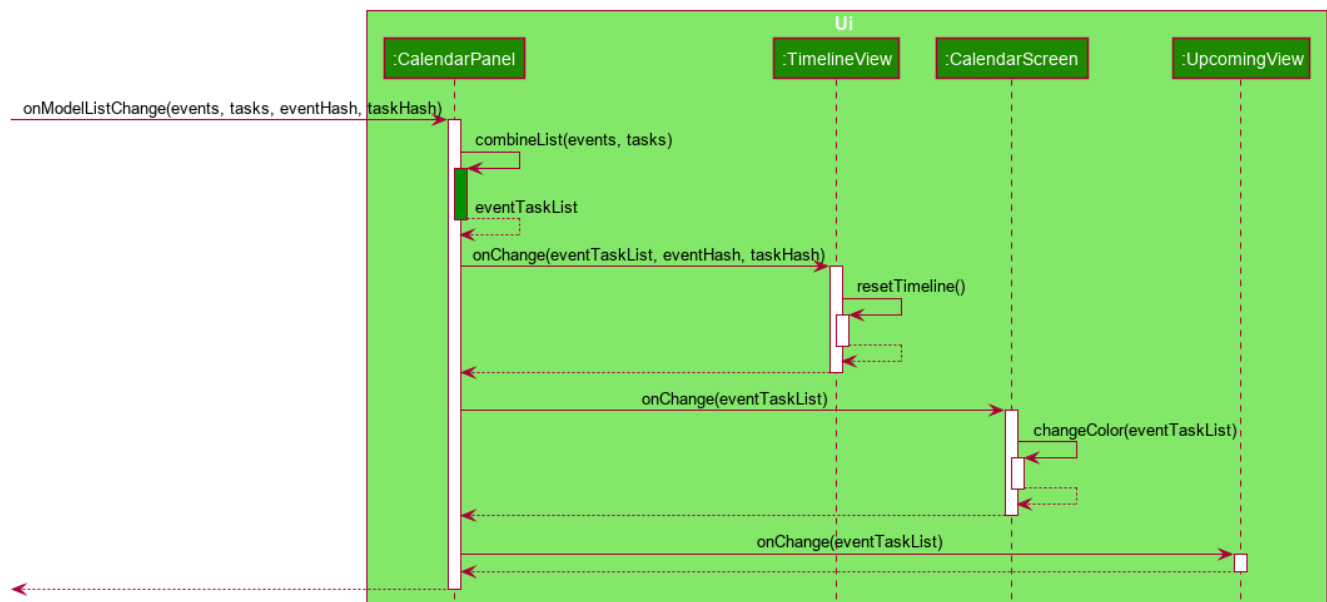 Ui
:CalendarPanel
:TimelineView
:CalendarScreen
:UpcomingView
onModelListChange(events, tasks, eventHash, taskHash)
combineList(events, tasks)
eventTaskList
onChange(eventTaskList, eventHash, taskHash)
resetTimeline()
onChange(eventTaskList)
changeColor(eventTaskList)
onChange(eventTaskList)